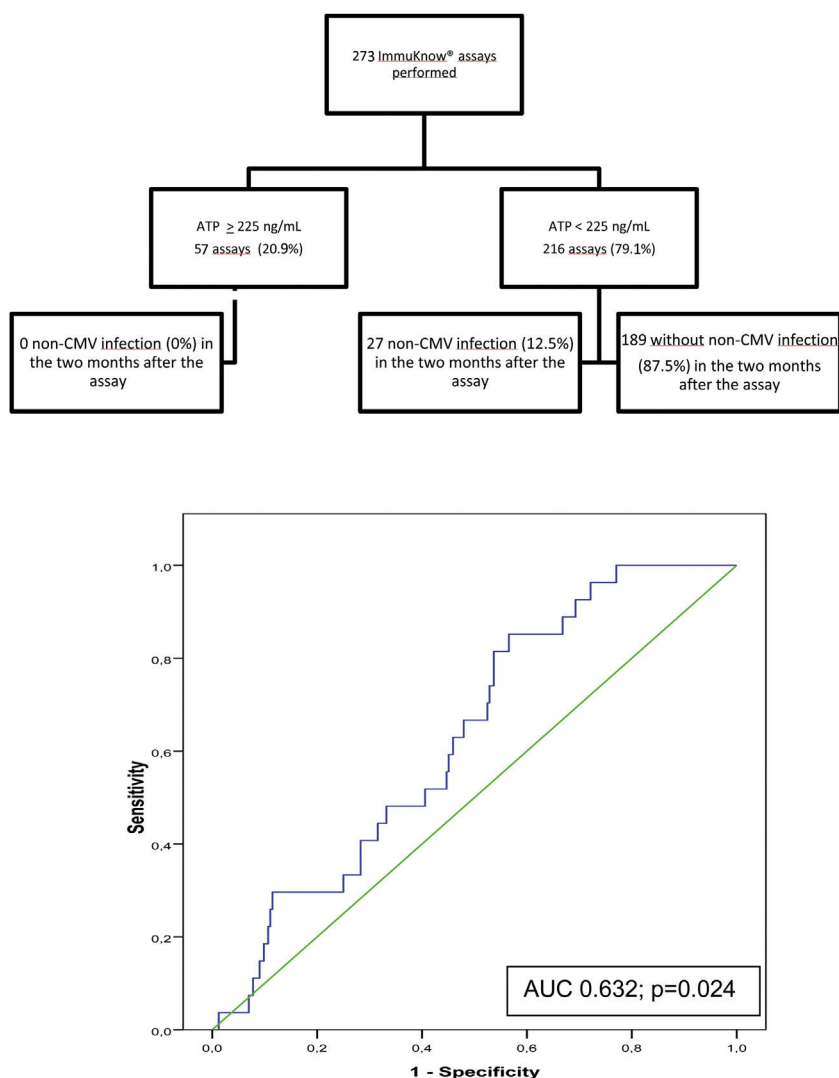 273 ImmuKnow® assays
performed
ATP ≥ 225 ng/mL
57 assays (20.9%)
ATP < 225 ng/mL
216 assays (79.1%)
0 non-CMV infection (0%) in
the two months after the
assay
27 non-CMV infection (12.5%)
in the two months after the
assay
189 without non-CMV infection
(87.5%) in the two months
after the assay
1,0
0,8
0,6
0,4
0,2
0,0
Sensitivity
AUC 0.632; p=0.024
0,0 0,2 0,4 0,6 0,8 1,0
1 - Specificity